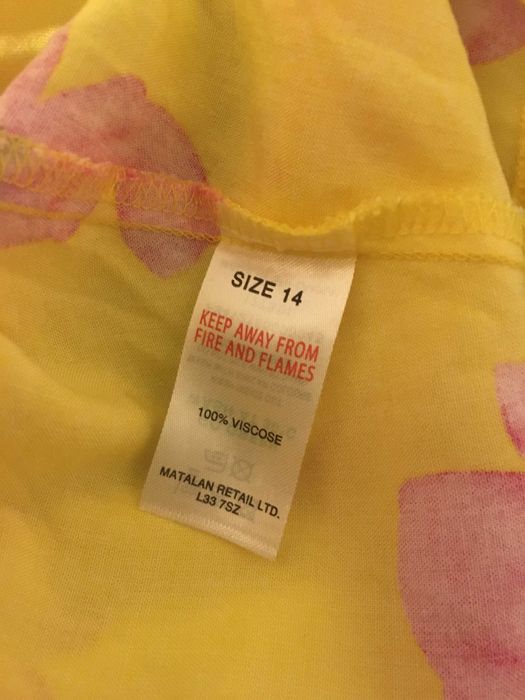 SIZE 14
KEEP AWAY FROM
FIRE AND FLAMES
100% VISCOSE
MATALAN RETAIL LTD.
L33 7SZ